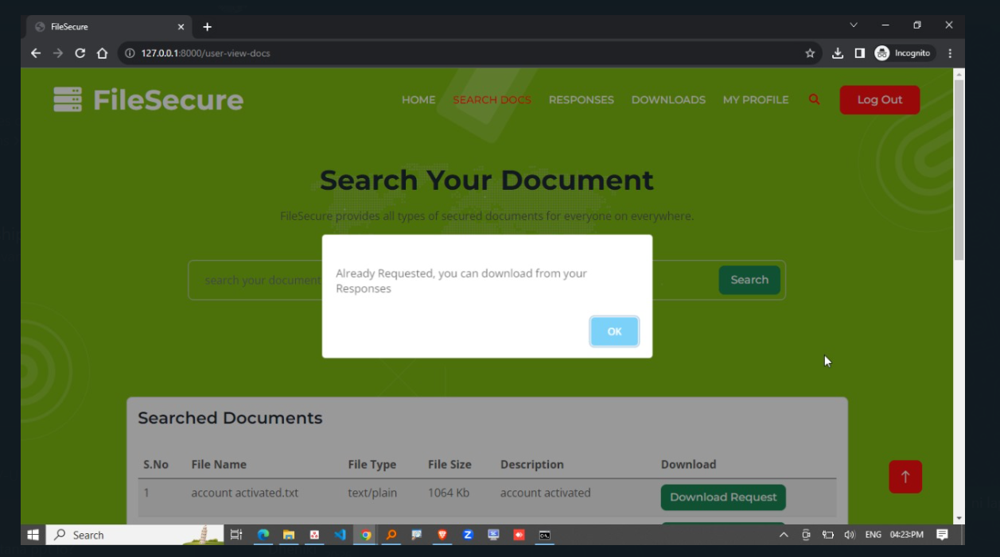 FileSecure
127.0.0.1:8000/user-view-docs
Incognito
FileSecure
HOME SEARCH DOCS RESPONSES DOWNLOADS MY PROFILE Log Out
Search Your Document
FileSecure provides all types of secured documents for everyone on everywhere.
search your document
Search
Already Requested, you can download from your
Responses
OK
Searched Documents
S.No File Name File Type File Size Description Download
1 account activated.txt text/plain 1064 Kb account activated Download Request
Search
ENG 04:23:PM